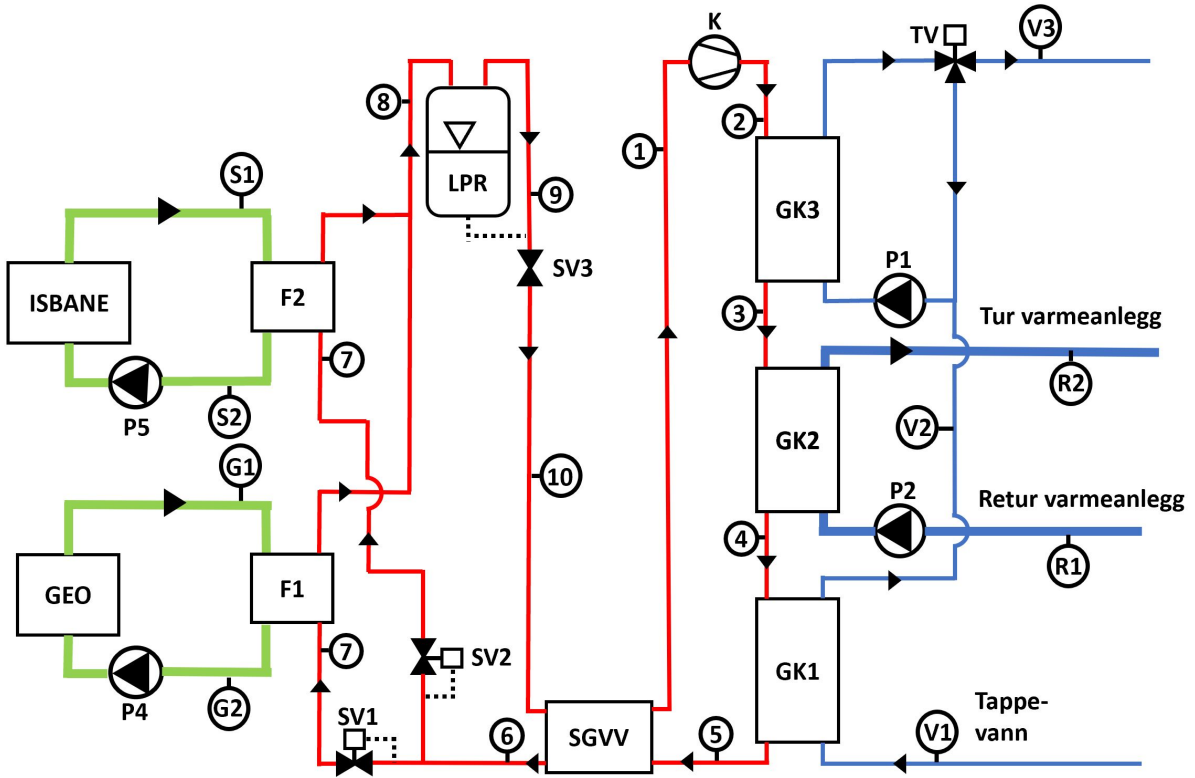 K
TV
V3
8
2
S1
1
LPR
9
GK3
SV3
P1
ISBANE
F2
3
Tur varmeanlegg
7
R2
P5
S2
GK2
V2
G1
10
P2
Retur varmeanlegg
4
R1
GEO
F1
7
SV2
GK1
P4
G2
SV1
Tappe-
vann
6
SGVV
5
V1